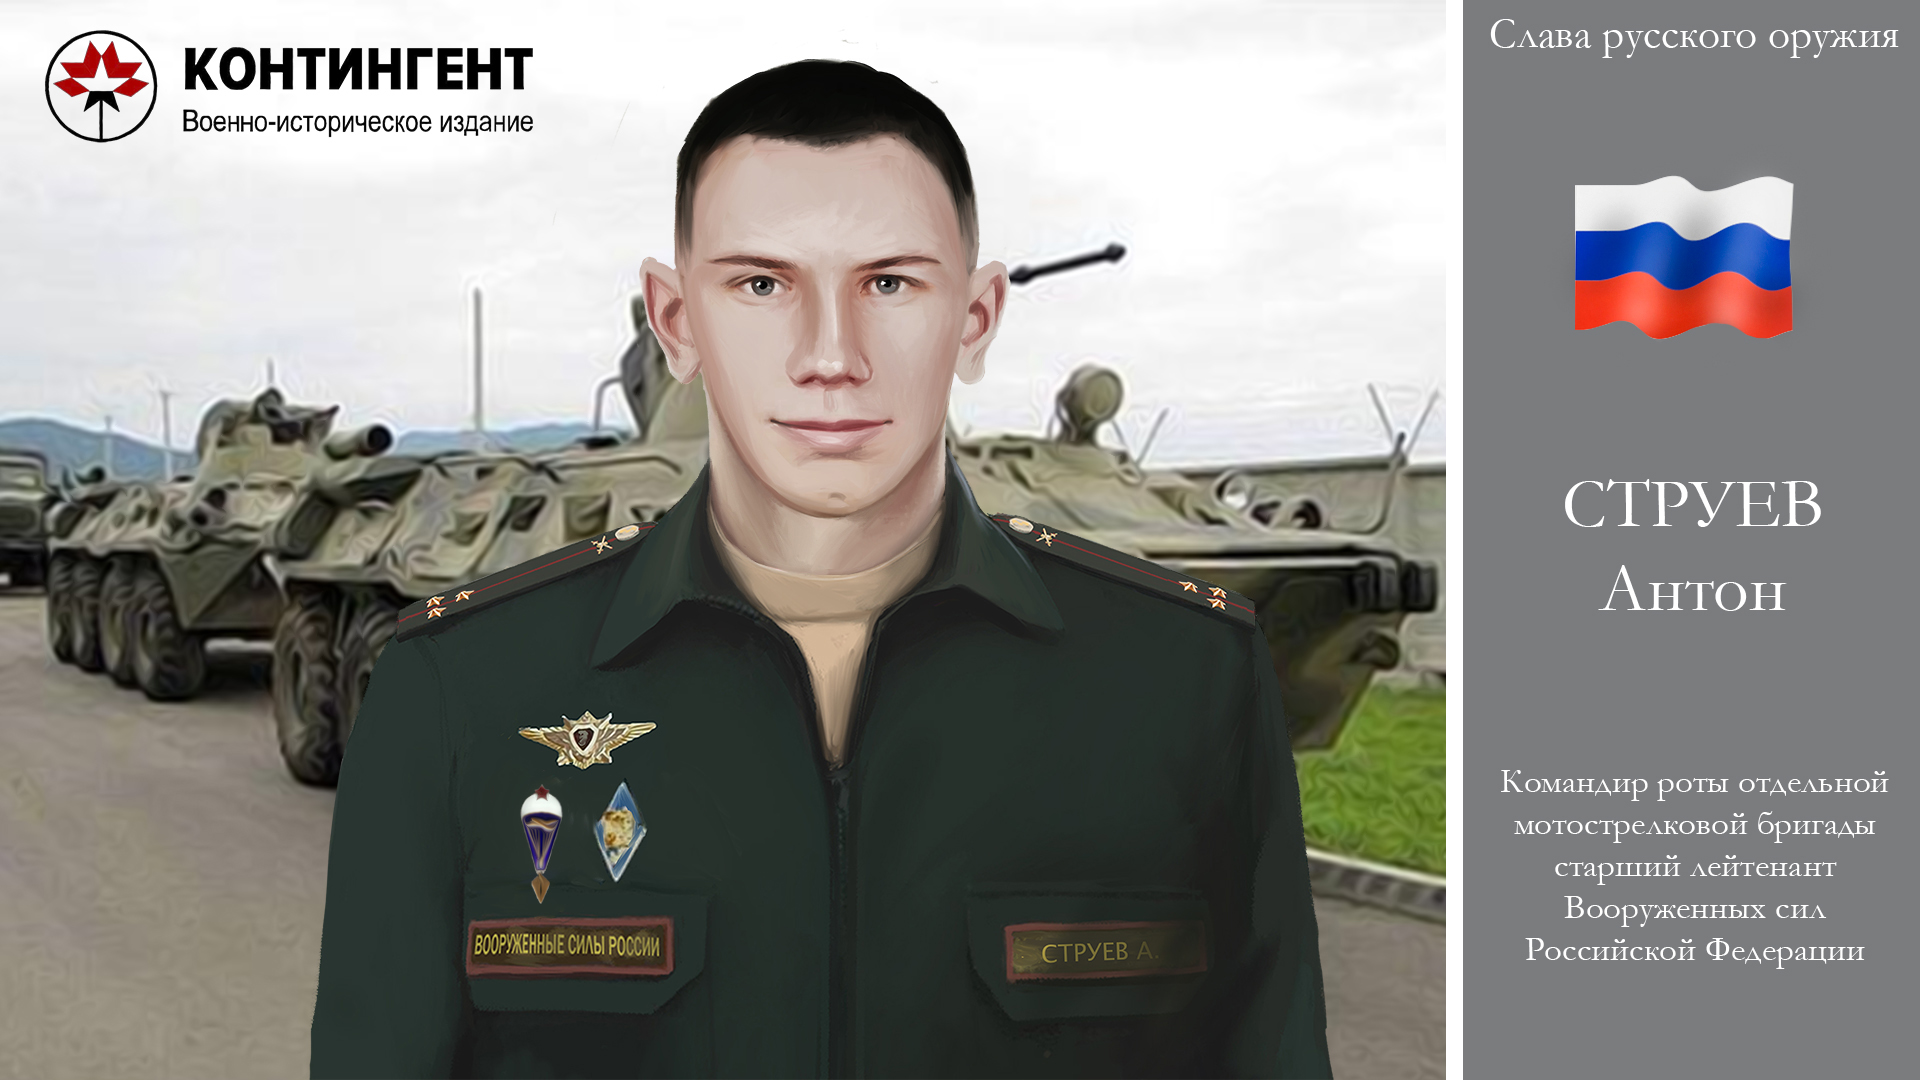 КОНТИНГЕНТ
Военно-историческое издание
Слава русского оружия
СТРУЕВ
Антон
Командир роты отдельной
мотострелковой бригады
старший лейтенант
Вооруженных сил
Российской Федерации
ВООРУЖЕННЫЕ СИЛЫ РОССИИ
СТРУЕВ А.